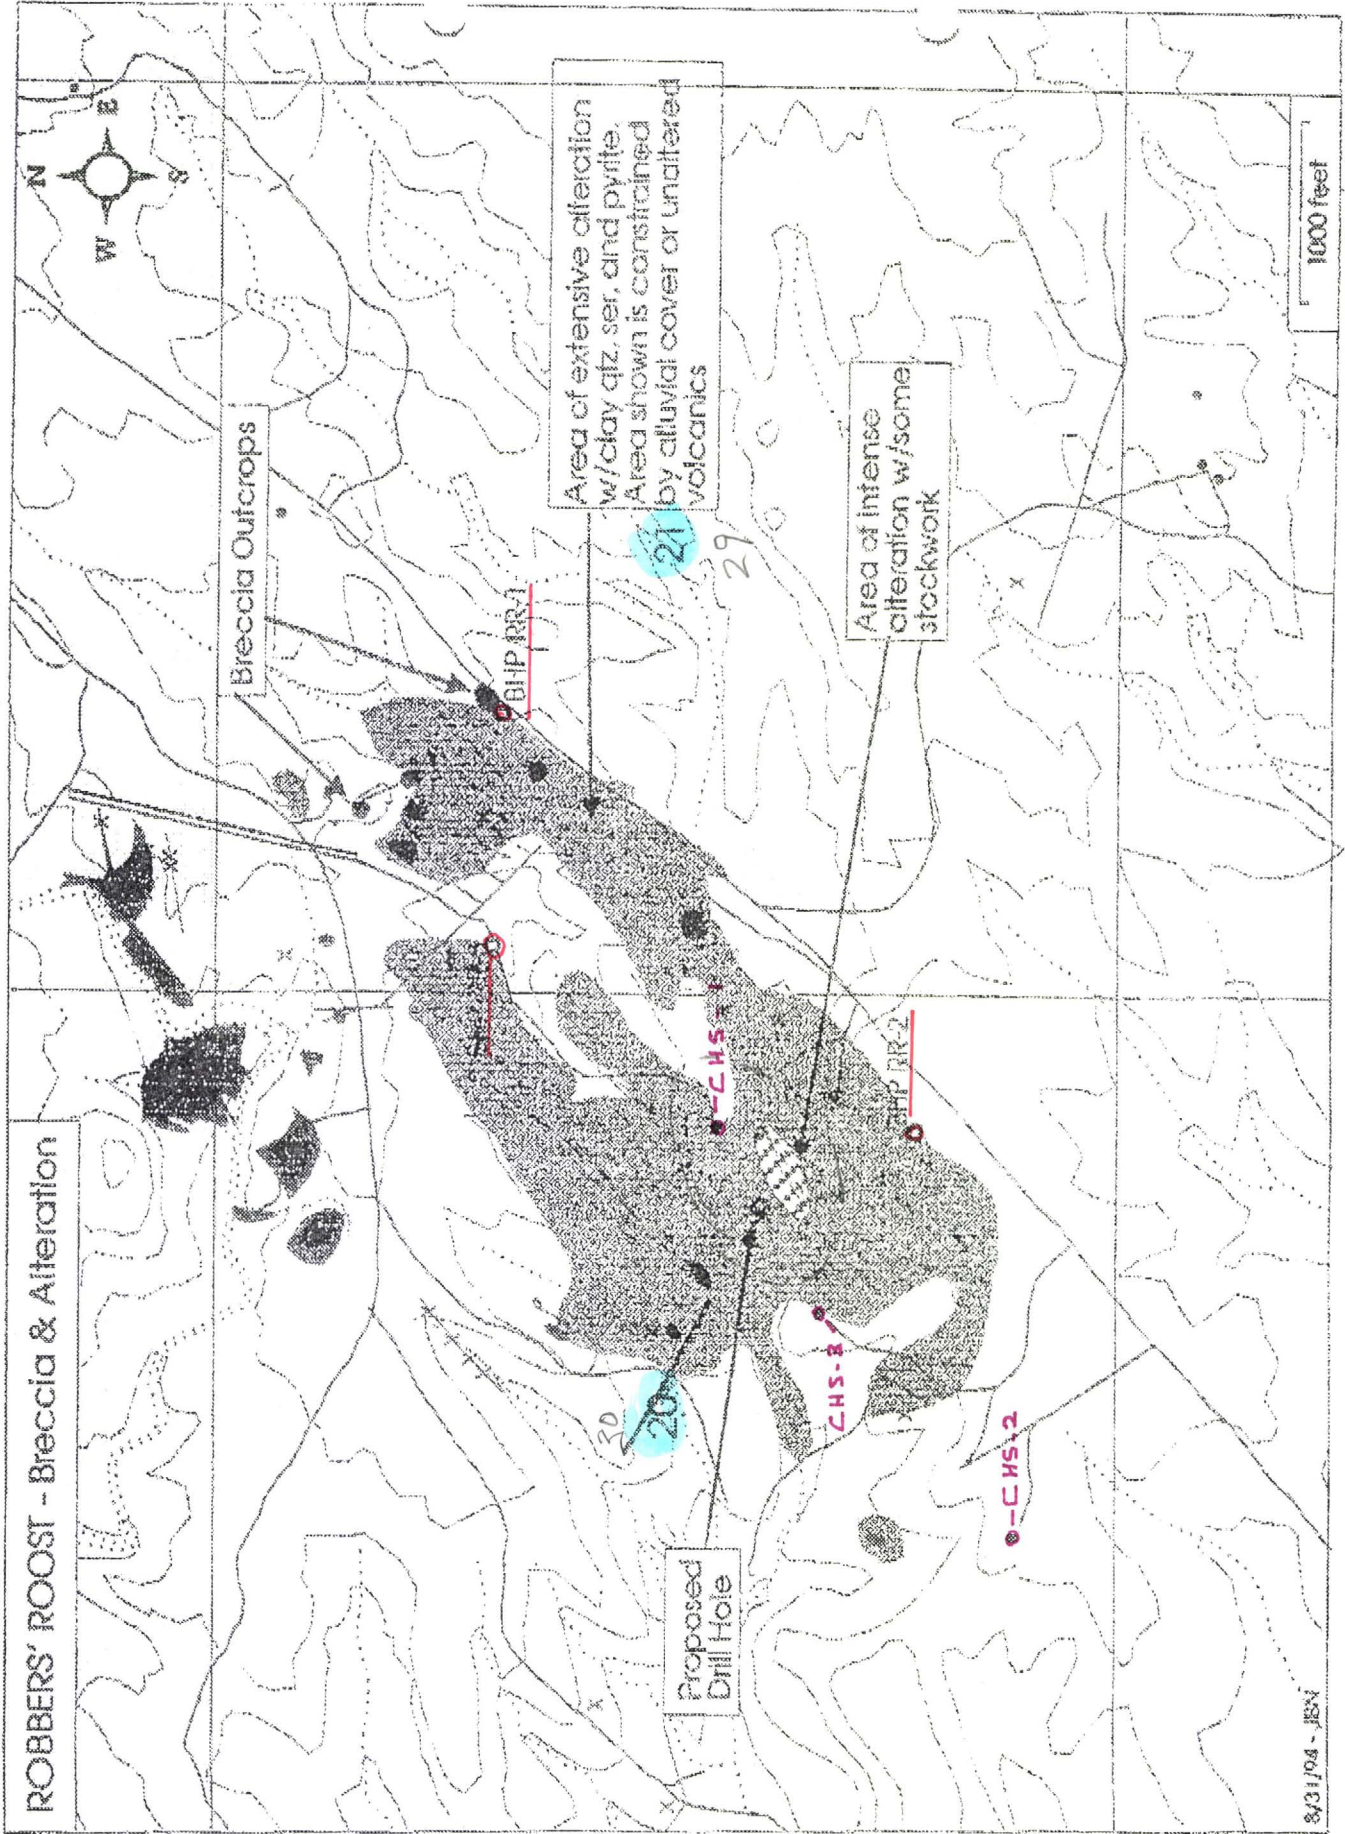 ROBBERS' ROOST - Breccia & Alteration
N
W
E
S
Breccia Outcrops
Area of extensive alteration
w/clay qtz, ser, and pyrite.
Area shown is constrained
by alluvial cover or unaltered
volcanics
BHP RR-1
21
29
Area of intense
alteration w/some
stockwork
CHS-1
BHP RR-2
30
20
CHS-3
CHS-2
Proposed
Drill Hole
1000 feet
8/31/94 - JBN